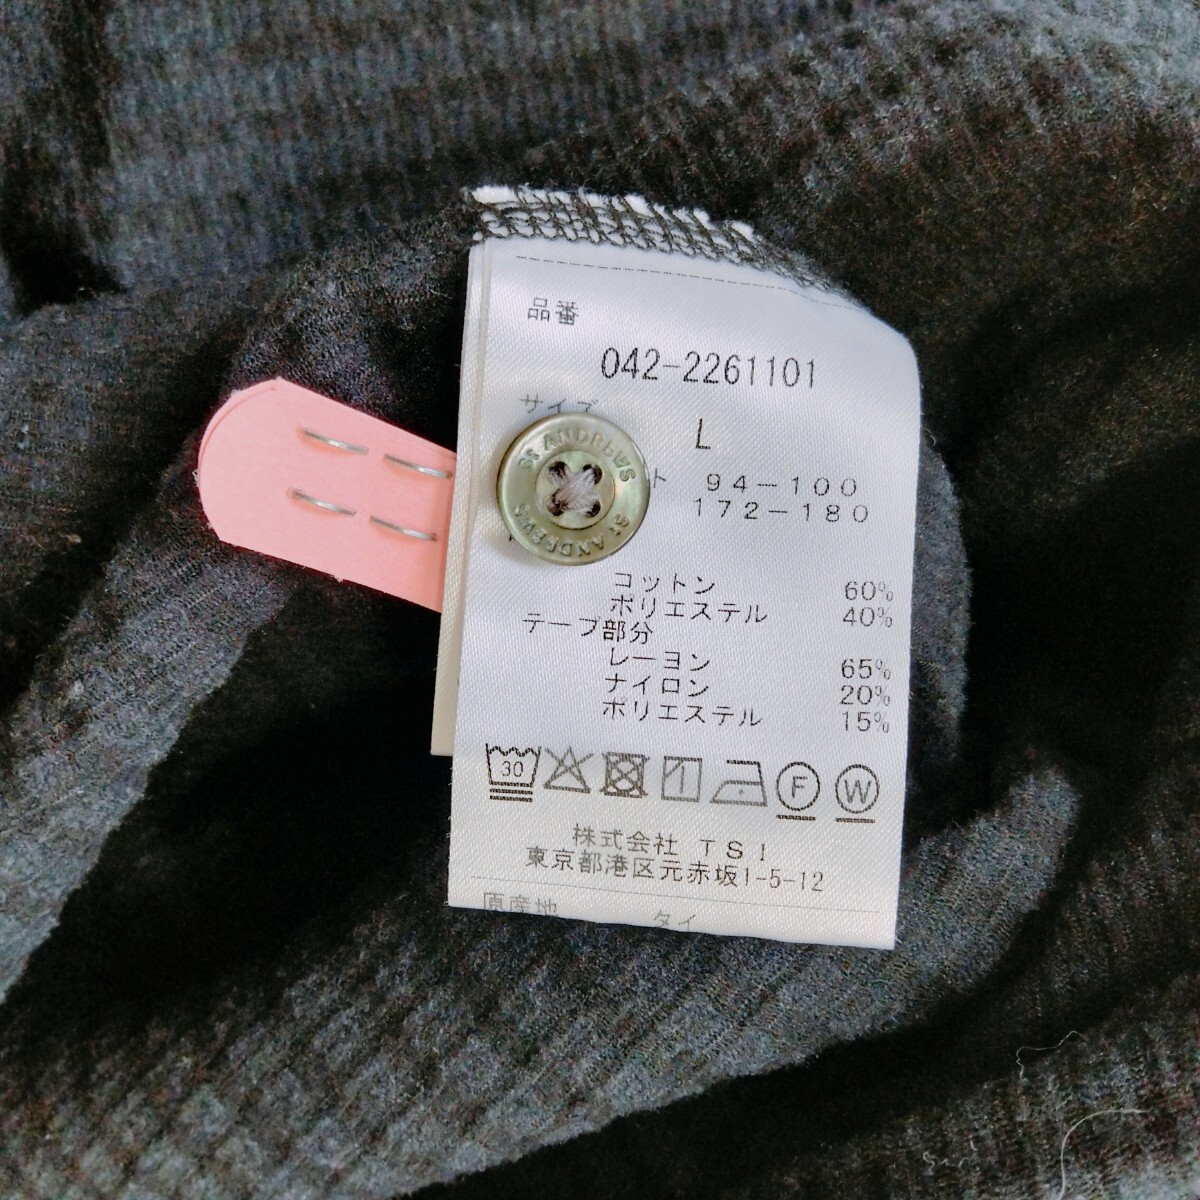 品番
042-2261101
サイズ
L
ト 94-100
172-180
St ANDREWS
St ANDREWS
コットン 60%
ポリエステル 40%
テープ部分
レーヨン 65%
ナイロン 20%
ポリエステル 15%
30
F
W
株式会社 TSI
東京都港区元赤坂1-5-12
原産地 タイ